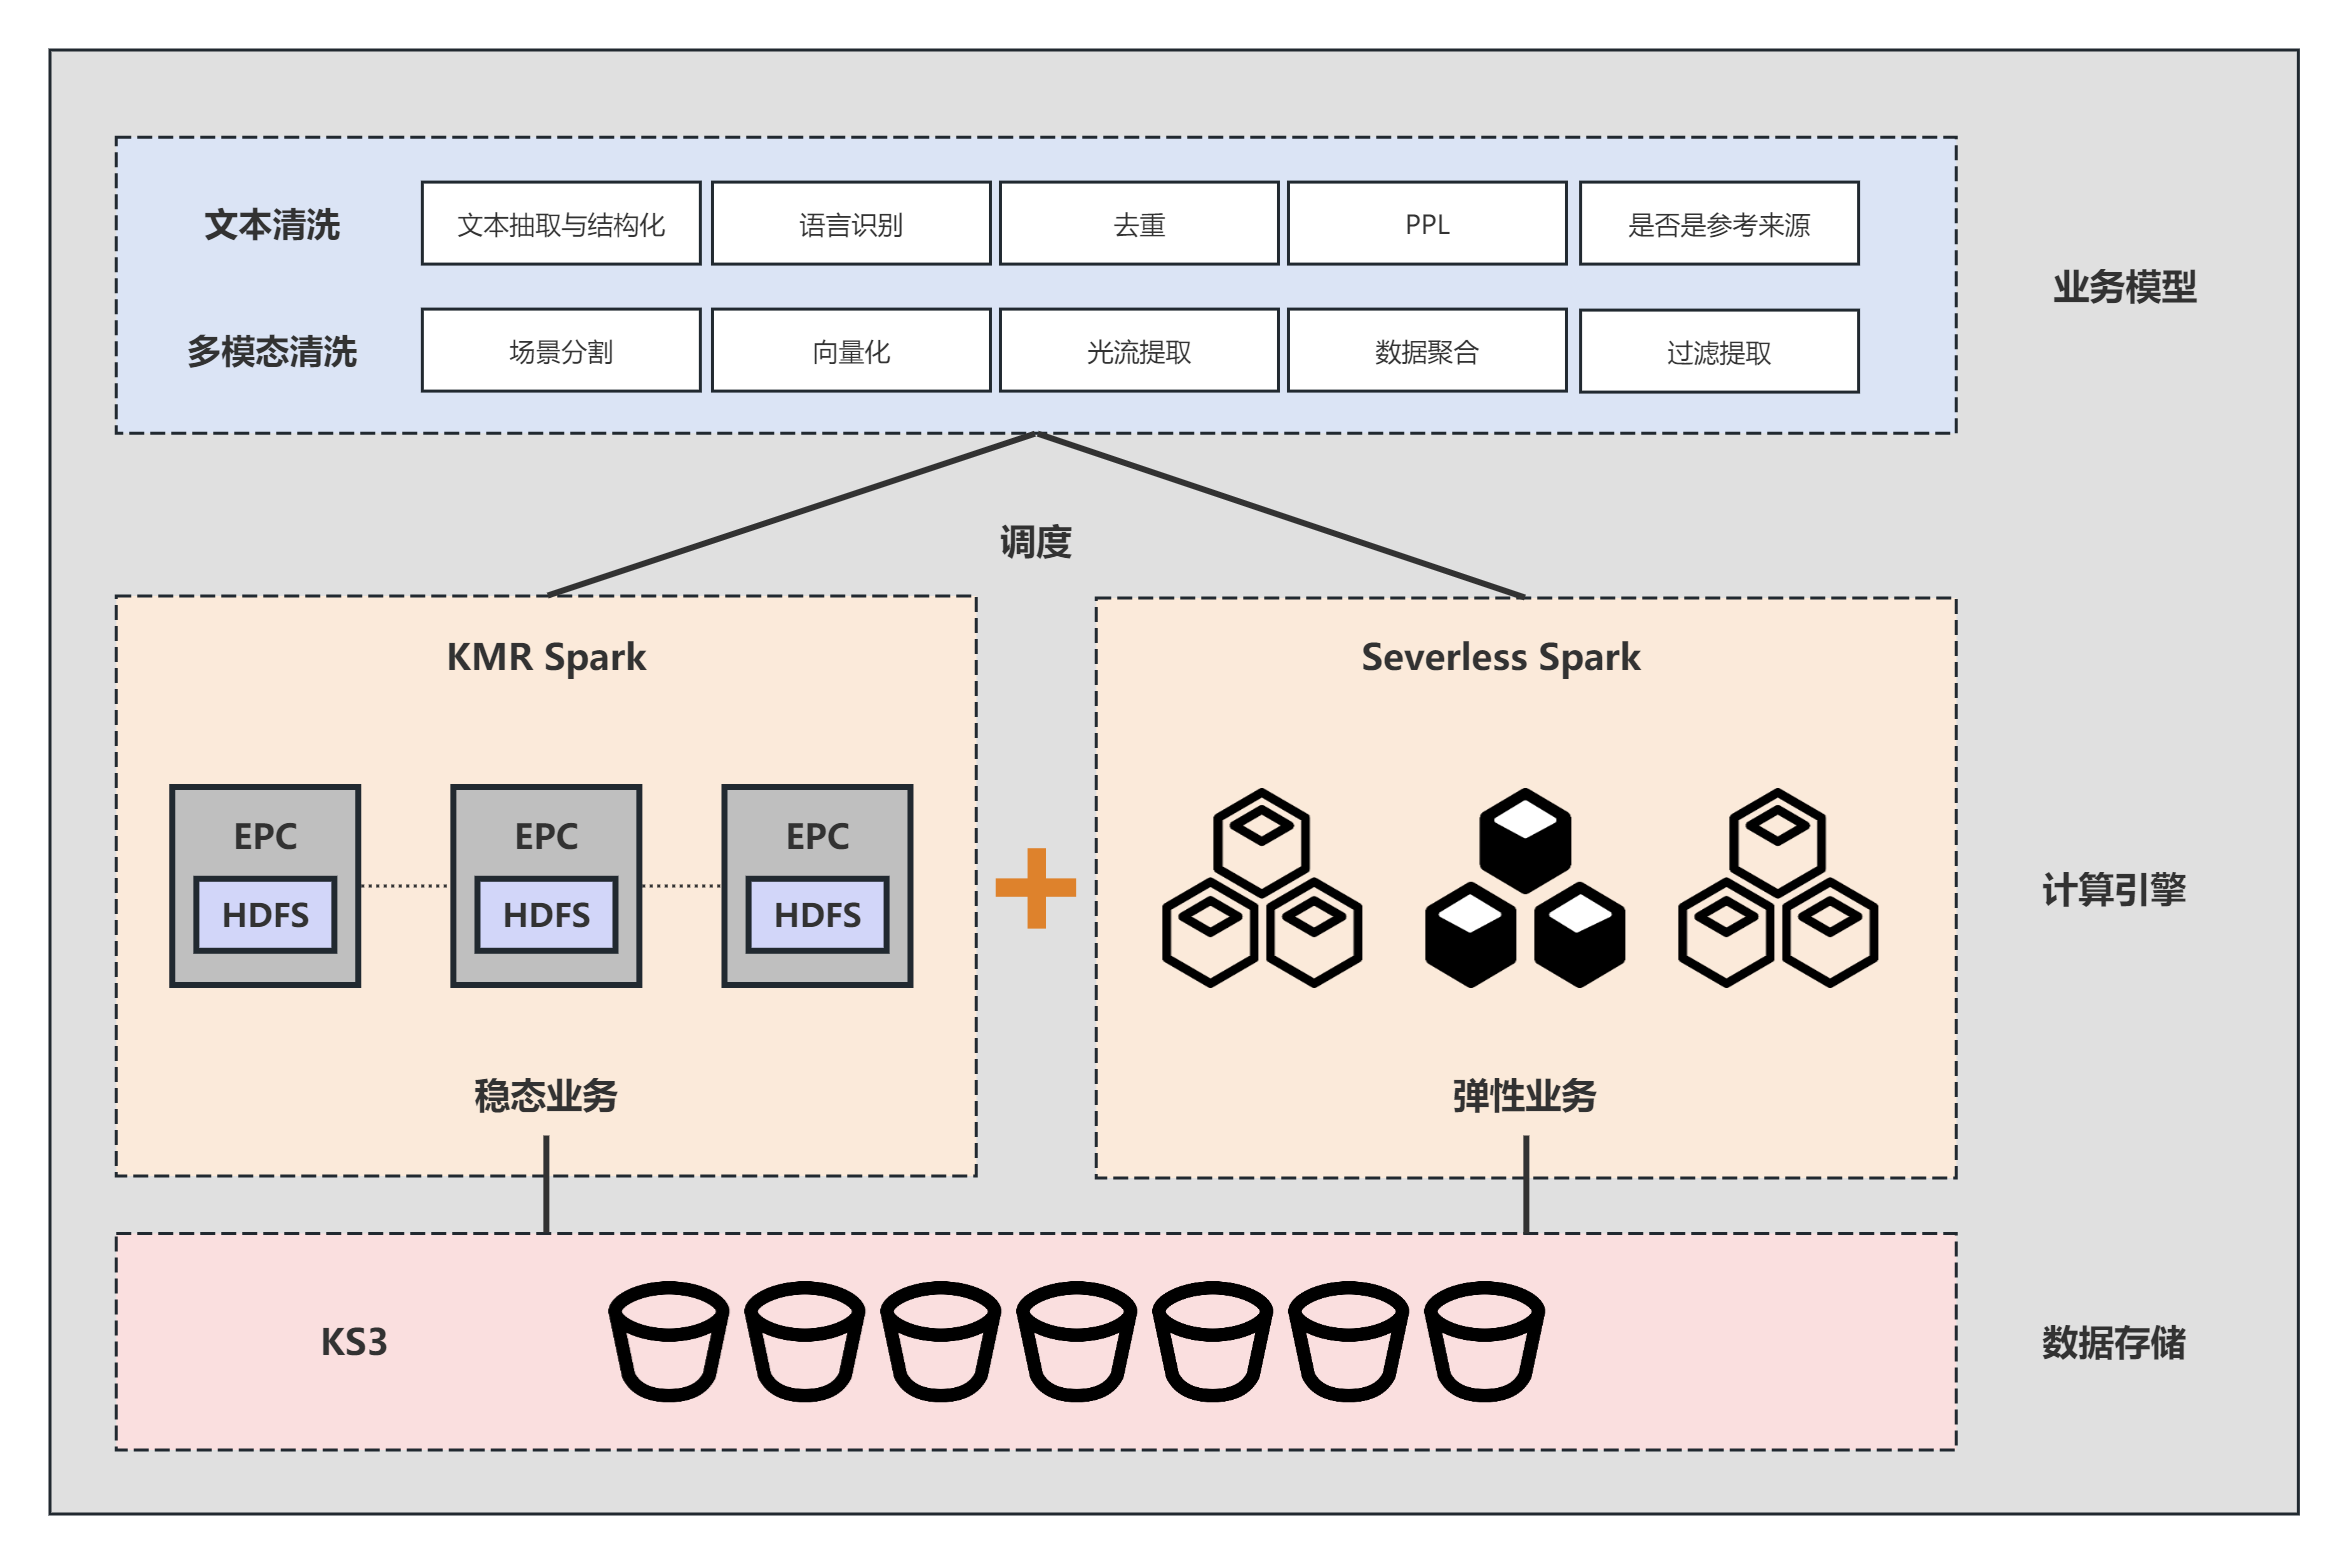 文本清洗
文本抽取与结构化
语言识别
去重
PPL
是否是参考来源
业务模型
多模态清洗
场景分割
向量化
光流提取
数据聚合
过滤提取
调度
KMR Spark
Severless Spark
EPC
EPC
EPC
HDFS
HDFS
HDFS
计算引擎
稳态业务
弹性业务
KS3
数据存储